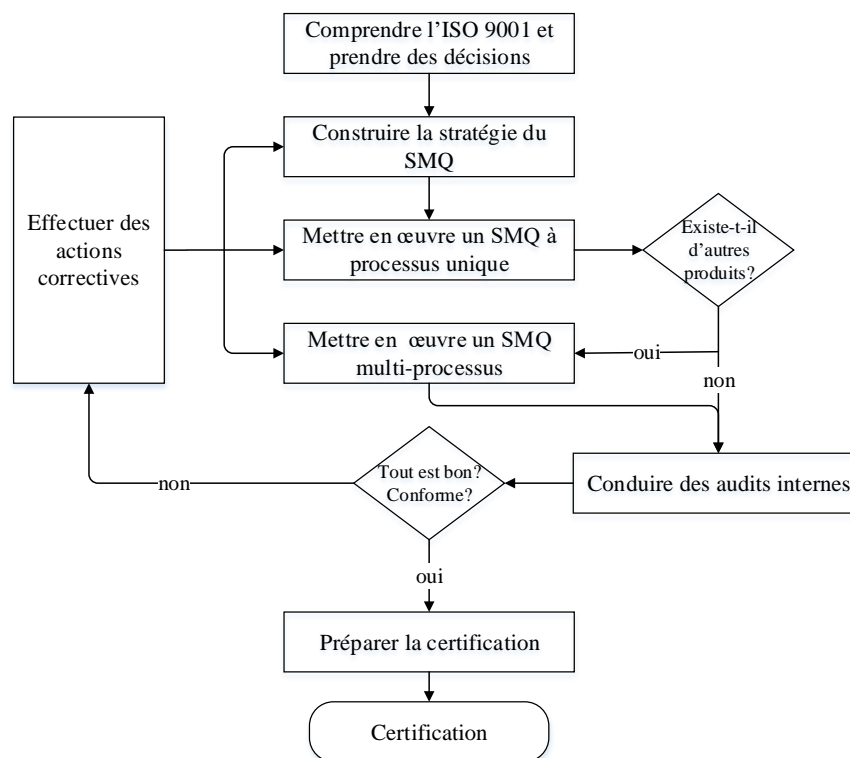 Comprendre l’ISO 9001 et
prendre des décisions
Construire la stratégie du
SMQ
Effectuer des
actions
correctives
Mettre en œuvre un SMQ à
processus unique
Existe-t-il
d’autres
produits?
Mettre en œuvre un SMQ
multi-processus
oui
non
Tout est bon?
Conforme?
Conduire des audits internes
non
oui
Préparer la certification
Certification